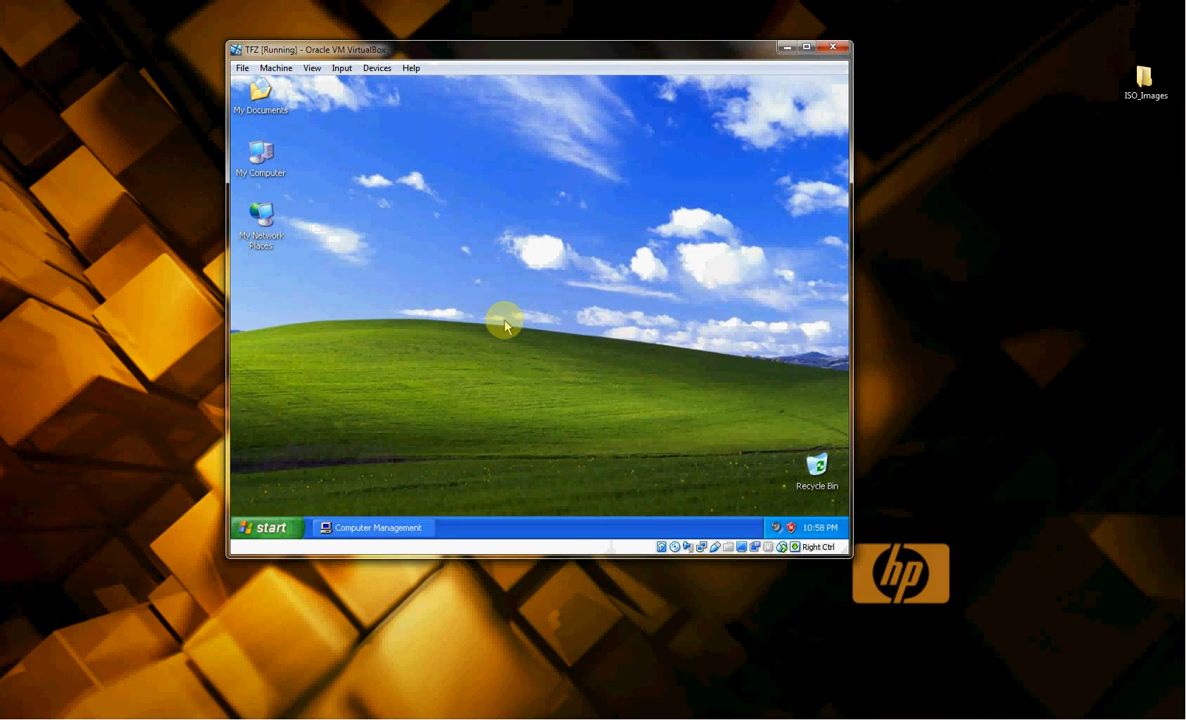 TFZ [Running] - Oracle VM VirtualBox
File Machine View Input Devices Help
My Documents
ISO_Images
My Computer
My Network
Places
Recycle Bin
start
Computer Management
10:58 PM
Right Ctrl
hp